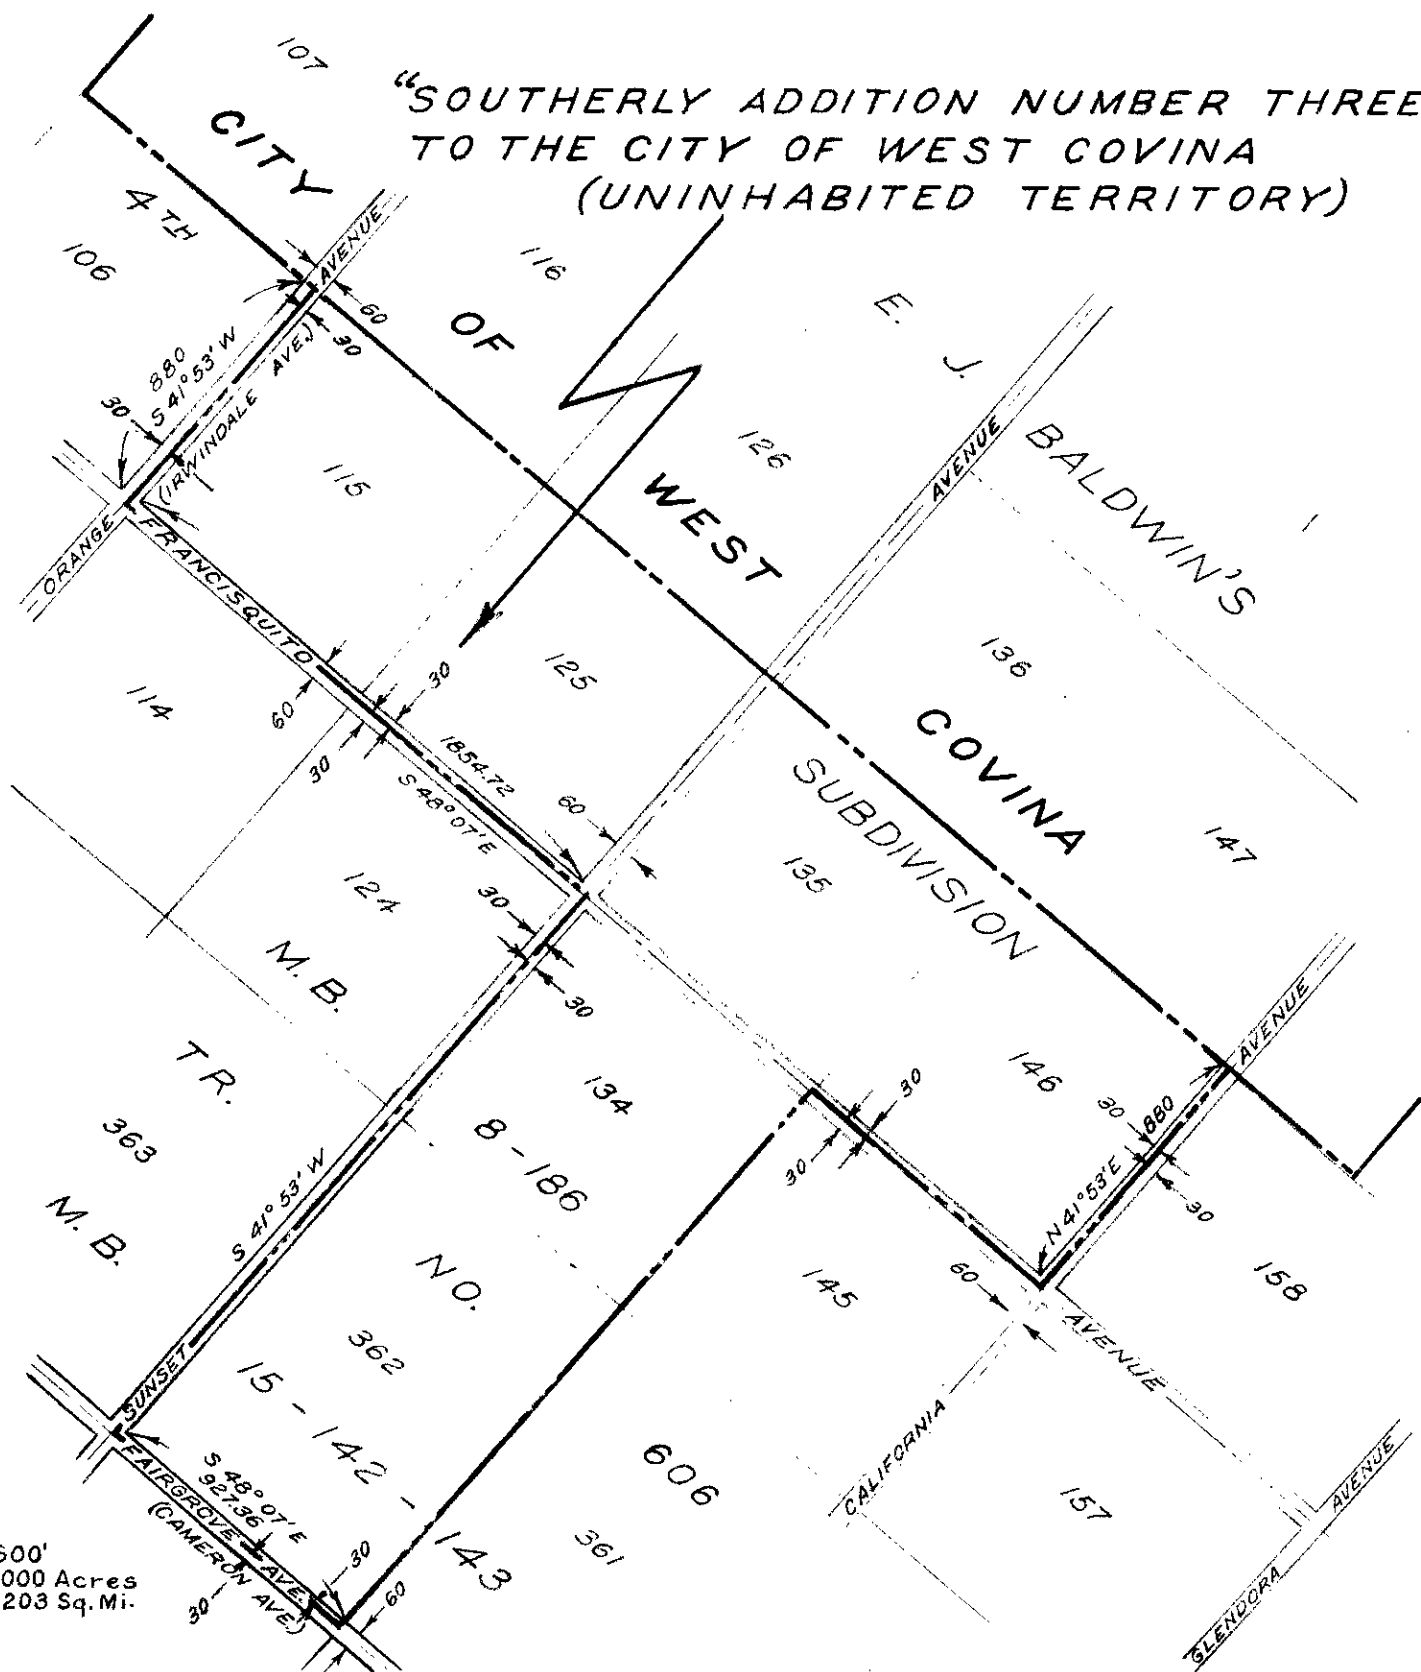 "SOUTHERLY ADDITION NUMBER THREE
TO THE CITY OF WEST COVINA
(UNINHABITED TERRITORY)
107
CITY
4TH
106
AVENUE
116
60
30
OF
E. J.
880
S 41° 53' W
30
(IRWINDALE AVE.)
115
126
AVENUE
BALDWIN'S
WEST
ORANGE
FRANCISQUITO
114
60
30
30
125
136
COVINA
1854.72
S 48° 07' E
60
SUBDIVISION
135
147
124
30
30
M. B.
TR.
363
M. B.
134
8-186
146
AVENUE
30
30
30
880
N 41° 53' E
30
S 41° 53' W
NO.
362
145
60
158
AVENUE
SUNSET
15 - 142 - 143
606
361
CALIFORNIA
157
AVENUE
GLENDORA
S 48° 07' E
927.36
FAIRGROVE AVE.
(CAMERON AVE.)
30
30
60
600'
000 Acres
203 Sq. Mi.